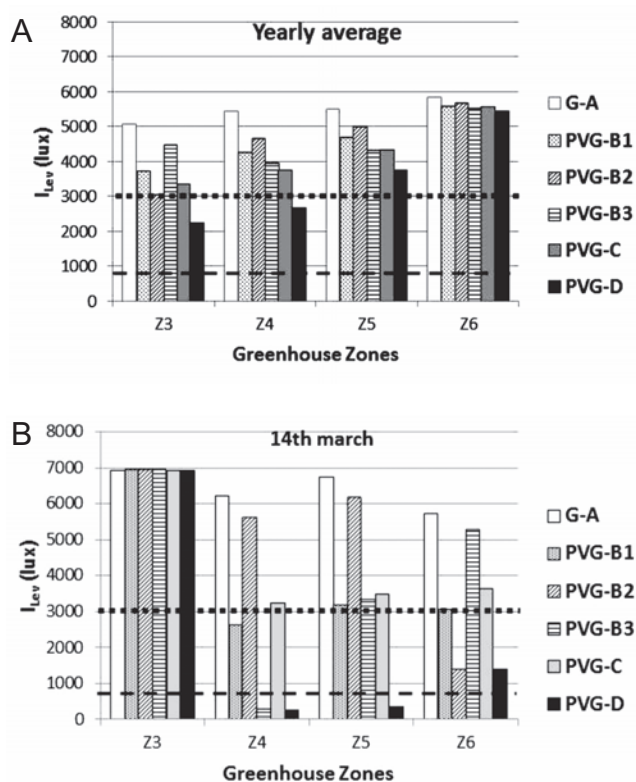 A
Yearly average
8000
7000
6000
5000
4000
3000
2000
1000
0
I_Lev (lux)
Z3 Z4 Z5 Z6
Greenhouse Zones
G-A
PVG-B1
PVG-B2
PVG-B3
PVG-C
PVG-D
B
14th march
8000
7000
6000
5000
4000
3000
2000
1000
0
I_Lev (lux)
Z3 Z4 Z5 Z6
Greenhouse Zones
G-A
PVG-B1
PVG-B2
PVG-B3
PVG-C
PVG-D